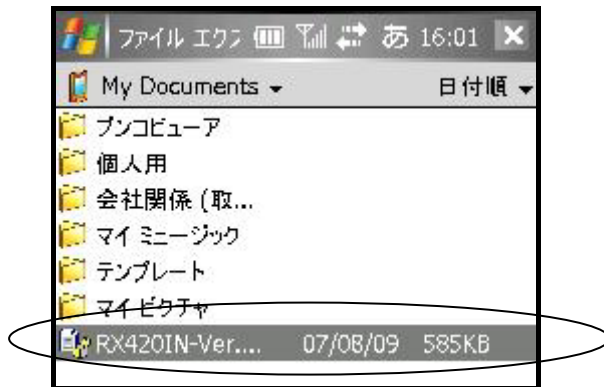 ファイル エクス あ 16:01
My Documents 日付順
ブンコビューア
個人用
会社関係 (取...
マイ ミュージック
テンプレート
マイ ピクチャ
RX420IN-Ver.... 07/08/09 585KB